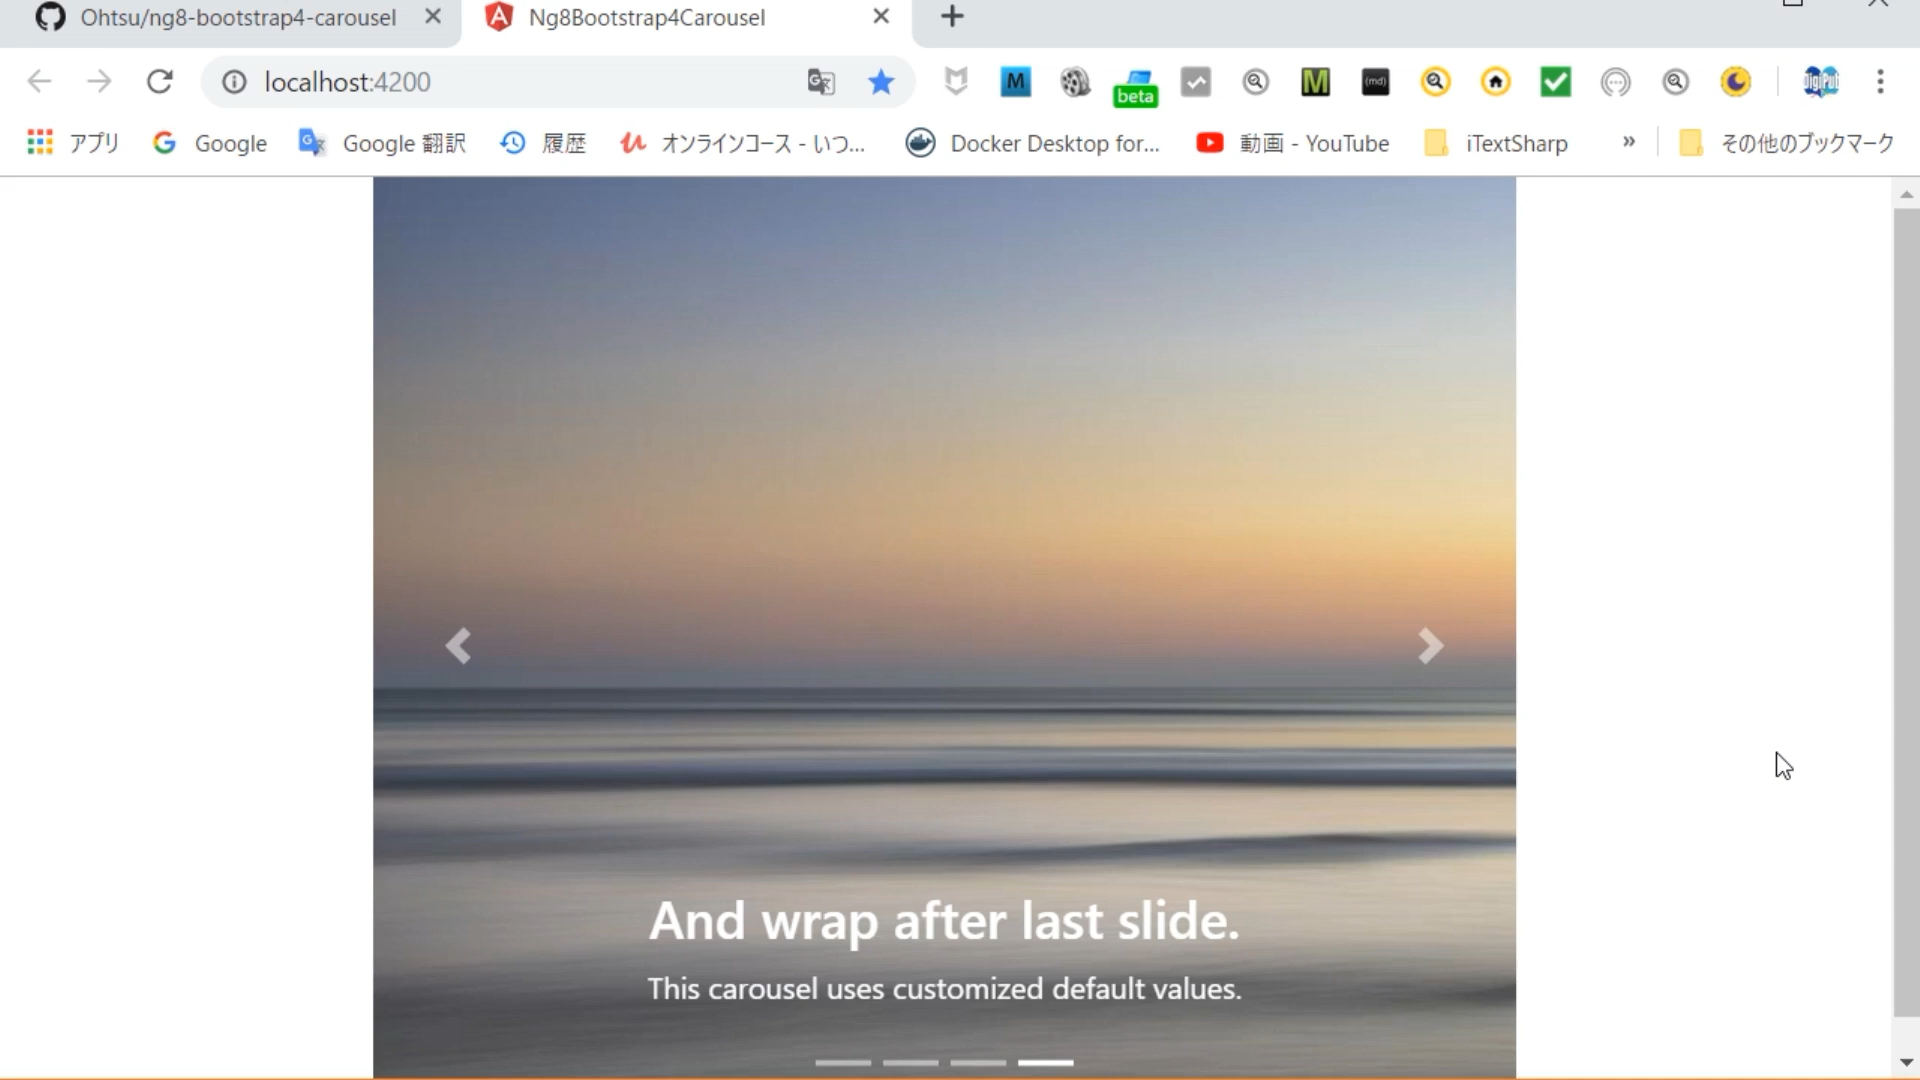 Ohtsu/ng8-bootstrap4-carousel
Ng8Bootstrap4Carousel
localhost:4200
M
beta
M
(md)
DigiPub
アプリ
Google
Google 翻訳
履歴
オンラインコース - いつ...
Docker Desktop for...
動画 - YouTube
iTextSharp
»
その他のブックマーク
And wrap after last slide.
This carousel uses customized default values.